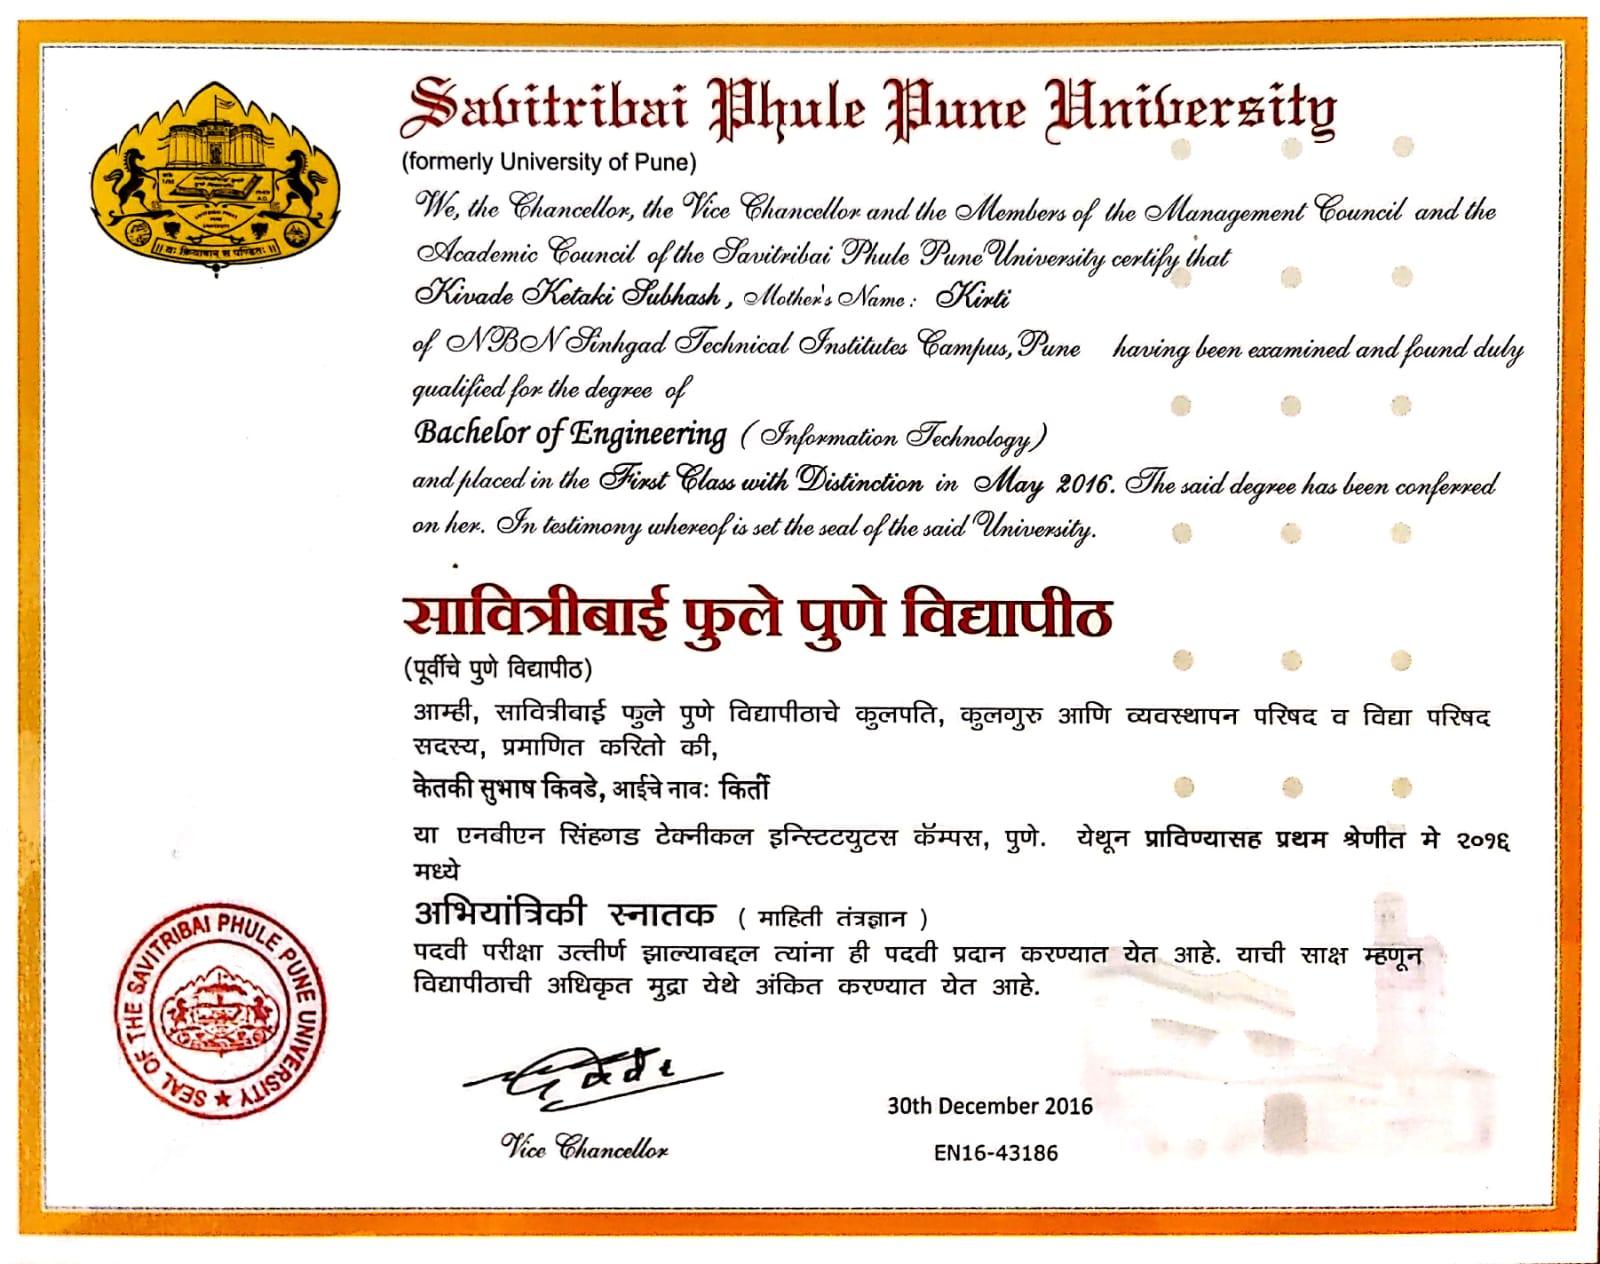 Savitribai Phule Pune University
(formerly University of Pune)
We, the Chancellor, the Vice Chancellor and the Members of the Management Council and the
Academic Council of the Savitribai Phule Pune University certify that
Kivade Ketaki Subhash, Mother's Name: Kirti
of NBN Sinhgad Technical Institutes Campus, Pune having been examined and found duly
qualified for the degree of
Bachelor of Engineering ( Information Technology)
and placed in the First Class with Distinction in May 2016. The said degree has been conferred
on her. In testimony whereof is set the seal of the said University.
सावित्रीबाई फुले पुणे विद्यापीठ
(पूर्वीचे पुणे विद्यापीठ)
आम्ही, सावित्रीबाई फुले पुणे विद्यापीठाचे कुलपति, कुलगुरु आणि व्यवस्थापन परिषद व विद्या परिषद
सदस्य, प्रमाणित करितो की,
केतकी सुभाष किवडे, आईचे नावः किर्ती
या एनबीएन सिंहगड टेक्नीकल इन्स्टिटयुटस कॅम्पस, पुणे. येथून प्राविण्यासह प्रथम श्रेणीत मे २०१६
मध्ये
अभियांत्रिकी स्नातक ( माहिती तंत्रज्ञान )
पदवी परीक्षा उत्तीर्ण झाल्याबद्दल त्यांना ही पदवी प्रदान करण्यात येत आहे. याची साक्ष म्हणून
विद्यापीठाची अधिकृत मुद्रा येथे अंकित करण्यात येत आहे.
SEAL OF THE SAVITRIBAI PHULE PUNE UNIVERSITY ★
Vice Chancellor
30th December 2016
EN16-43186
|| यः क्रियावान् स पण्डितः ||